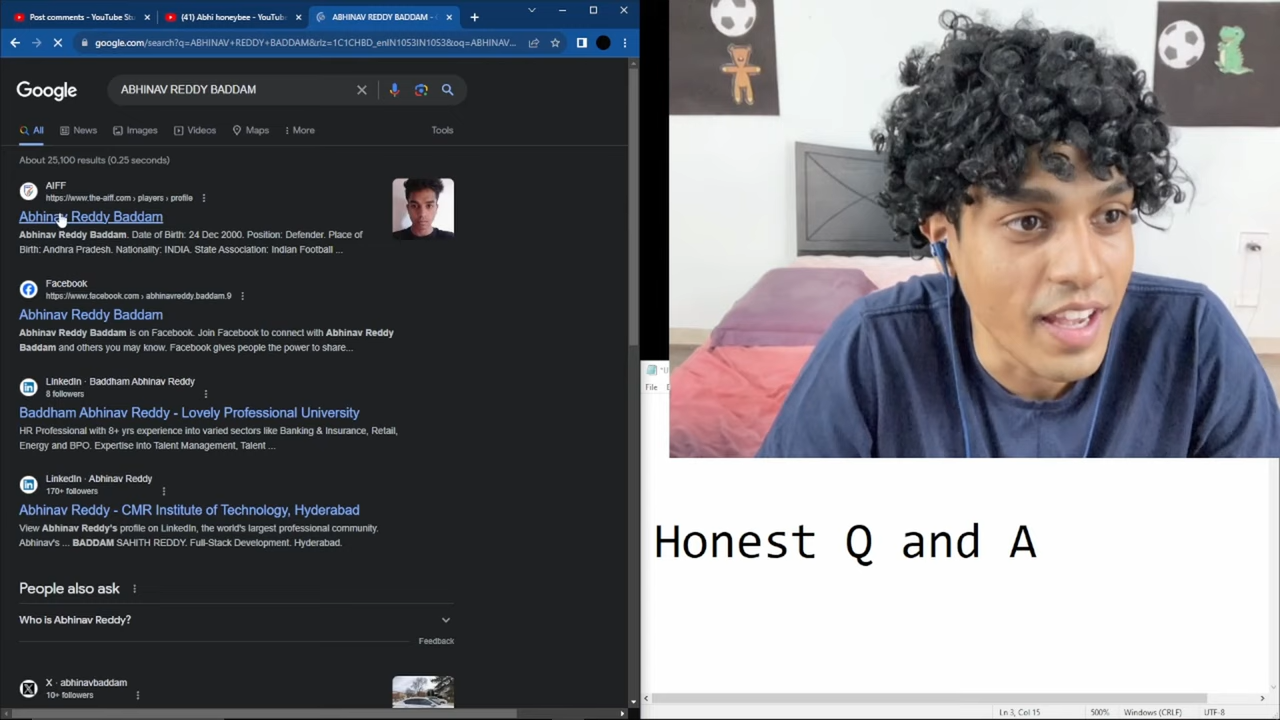 Post comments - YouTube St
(41) Abhi honeybee - YouTub
ABHINAV REDDY BADDAM -
google.com/search?q=ABHINAV+REDDY+BADDAM&rlz=1C1CHBD_enIN1053IN1053&oq=ABHINAV...
Google
ABHINAV REDDY BADDAM
All
News
Images
Videos
Maps
More
Tools
About 25,100 results (0.25 seconds)
AIFF
https://www.the-aiff.com › players › profile
Abhinav Reddy Baddam
Abhinav Reddy Baddam. Date of Birth: 24 Dec 2000. Position: Defender. Place of
Birth: Andhra Pradesh. Nationality: INDIA. State Association: Indian Football ...
Facebook
https://www.facebook.com › abhinavreddy.baddam.9
Abhinav Reddy Baddam
Abhinav Reddy Baddam is on Facebook. Join Facebook to connect with Abhinav Reddy
Baddam and others you may know. Facebook gives people the power to share...
LinkedIn · Baddham Abhinav Reddy
8 followers
Baddham Abhinav Reddy - Lovely Professional University
HR Professional with 8+ yrs experience into varied sectors like Banking & Insurance, Retail,
Energy and BPO. Expertise into Talent Management, Talent ...
LinkedIn · Abhinav Reddy
170+ followers
Abhinav Reddy - CMR Institute of Technology, Hyderabad
View Abhinav Reddy's profile on LinkedIn, the world's largest professional community.
Abhinav's ... BADDAM SAHITH REDDY. Full-Stack Development. Hyderabad.
People also ask
Who is Abhinav Reddy?
Feedback
X · abhinavbaddam
10+ followers
File
Honest Q and A
Ln 3, Col 15
500%
Windows (CRLF)
UTF-8